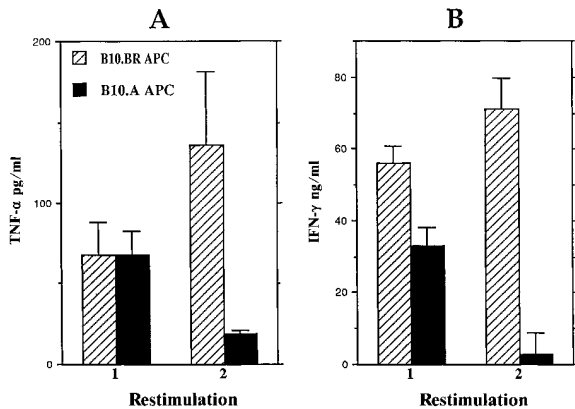 A
B
200
100
0
TNF-α pg/ml
B10.BR APC
B10.A APC
1
2
Restimulation
80
60
40
20
0
IFN-γ ng/ml
1
2
Restimulation